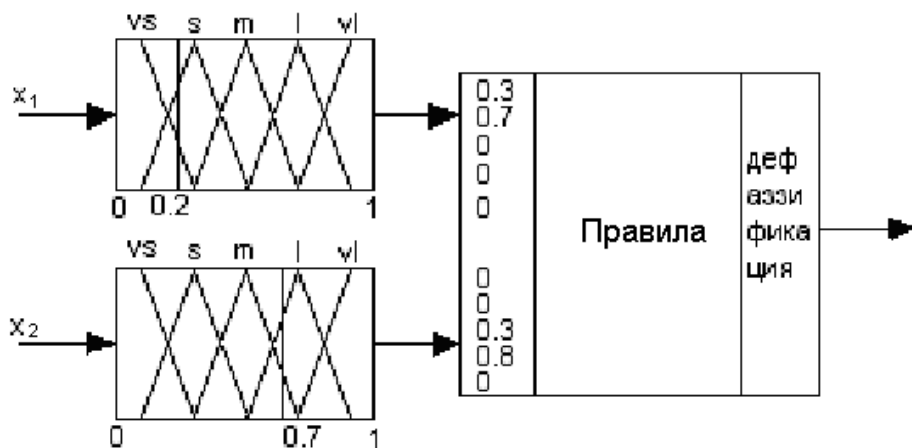 vs s m l vl
x1
0 0.2 1
vs s m l vl
x2
0 0.7 1
0.3
0.7
0
0
0
0
0
0.3
0.8
0
Правила
деф
аззи
фика
ция